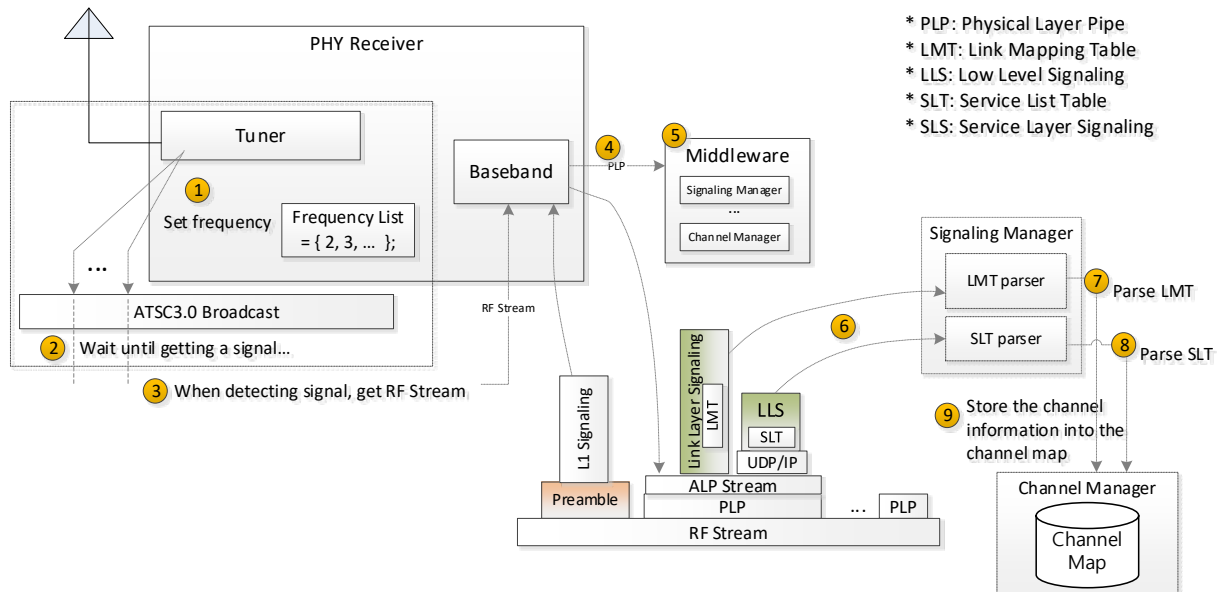 PHY Receiver
* PLP: Physical Layer Pipe
* LMT: Link Mapping Table
* LLS: Low Level Signaling
* SLT: Service List Table
* SLS: Service Layer Signaling
Tuner
1
Set frequency
Frequency List
= { 2, 3, ... };
...
ATSC3.0 Broadcast
2 Wait until getting a signal...
3 When detecting signal, get RF Stream
Baseband
RF Stream
4
PLP
5
Middleware
Signaling Manager
...
Channel Manager
Signaling Manager
LMT parser
SLT parser
6
7
Parse LMT
8
Parse SLT
9 Store the channel
information into the
channel map
L1 Signaling
Preamble
Link Layer Signaling
LMT
LLS
SLT
UDP/IP
ALP Stream
PLP
...
PLP
RF Stream
Channel Manager
Channel
Map